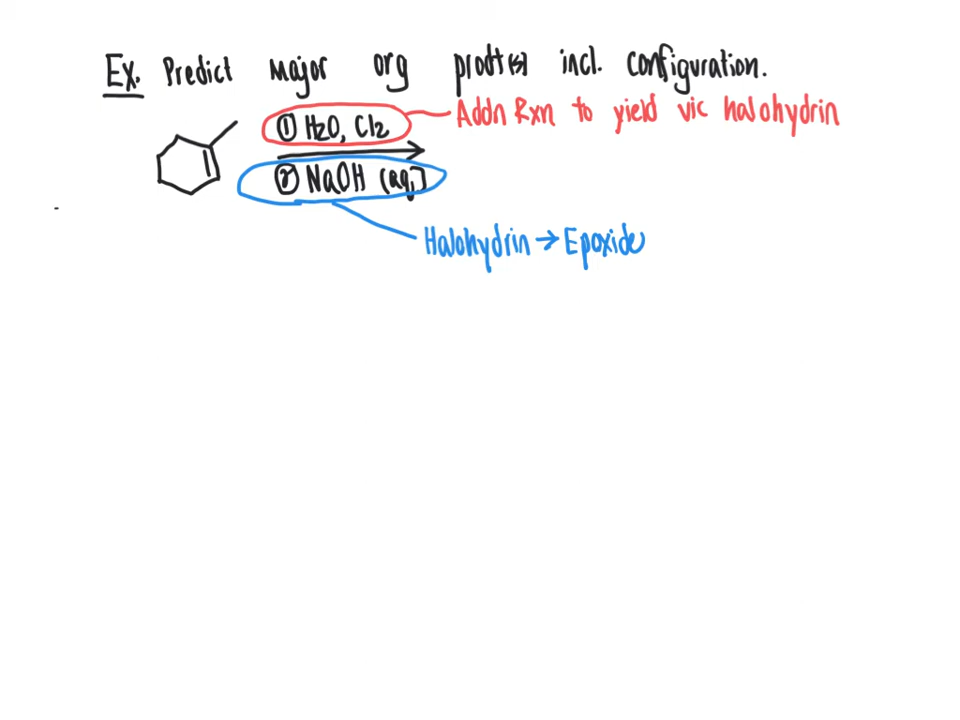 Ex. Predict major org prodt(s) incl. configuration.
① H2O, Cl2
Addn Rxn to yield vic halohydrin
② NaOH (aq)
Halohydrin → Epoxide